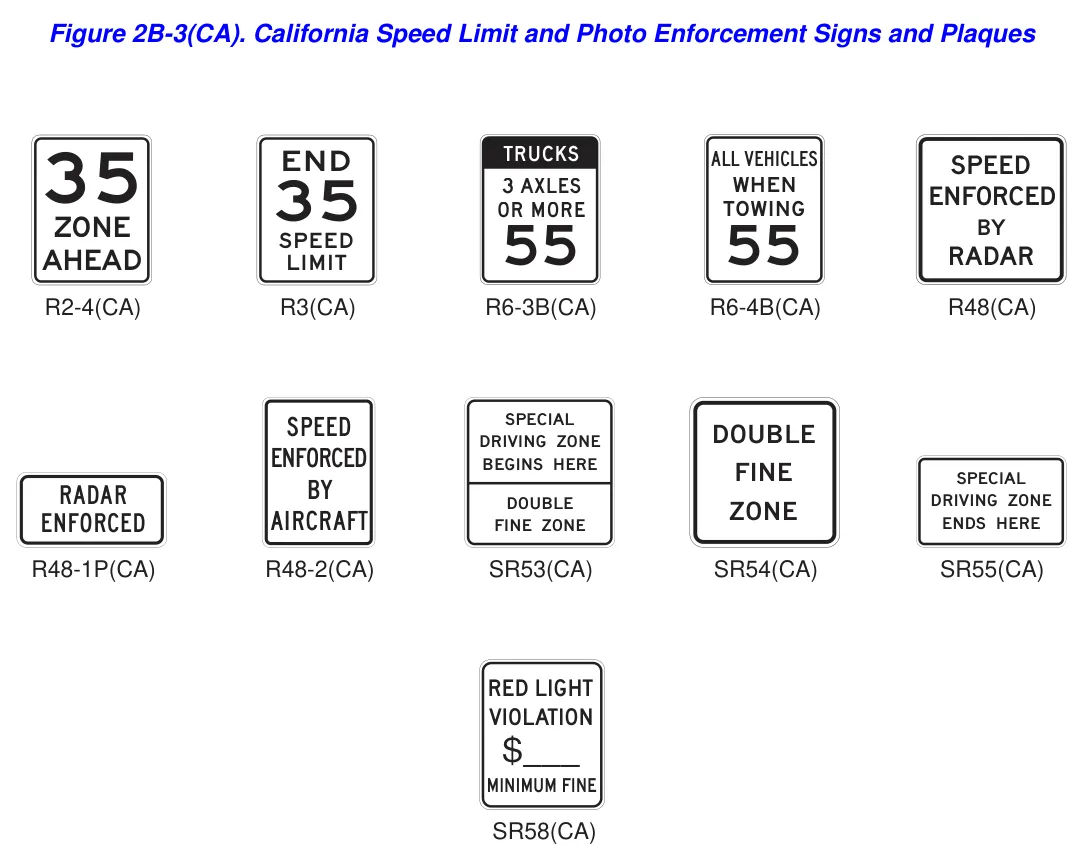 Figure 2B-3(CA). California Speed Limit and Photo Enforcement Signs and Plaques
35
ZONE
AHEAD
R2-4(CA)
END
35
SPEED
LIMIT
R3(CA)
TRUCKS
3 AXLES
OR MORE
55
R6-3B(CA)
ALL VEHICLES
WHEN
TOWING
55
R6-4B(CA)
SPEED
ENFORCED
BY
RADAR
R48(CA)
RADAR
ENFORCED
R48-1P(CA)
SPEED
ENFORCED
BY
AIRCRAFT
R48-2(CA)
SPECIAL
DRIVING ZONE
BEGINS HERE
DOUBLE
FINE ZONE
SR53(CA)
DOUBLE
FINE
ZONE
SR54(CA)
SPECIAL
DRIVING ZONE
ENDS HERE
SR55(CA)
RED LIGHT
VIOLATION
$___
MINIMUM FINE
SR58(CA)